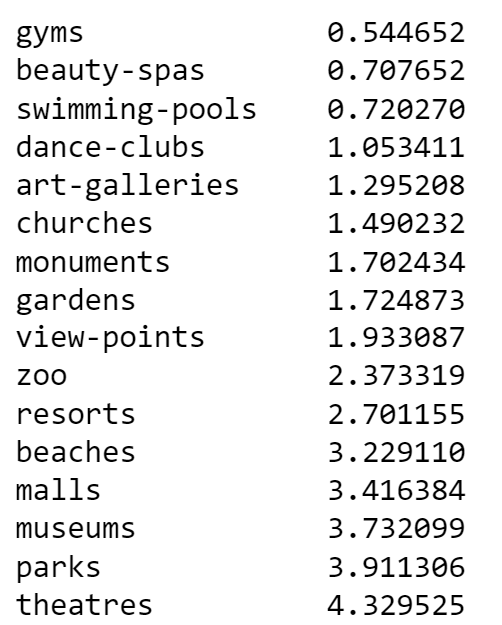 gyms 0.544652
beauty-spas 0.707652
swimming-pools 0.720270
dance-clubs 1.053411
art-galleries 1.295208
churches 1.490232
monuments 1.702434
gardens 1.724873
view-points 1.933087
zoo 2.373319
resorts 2.701155
beaches 3.229110
malls 3.416384
museums 3.732099
parks 3.911306
theatres 4.329525